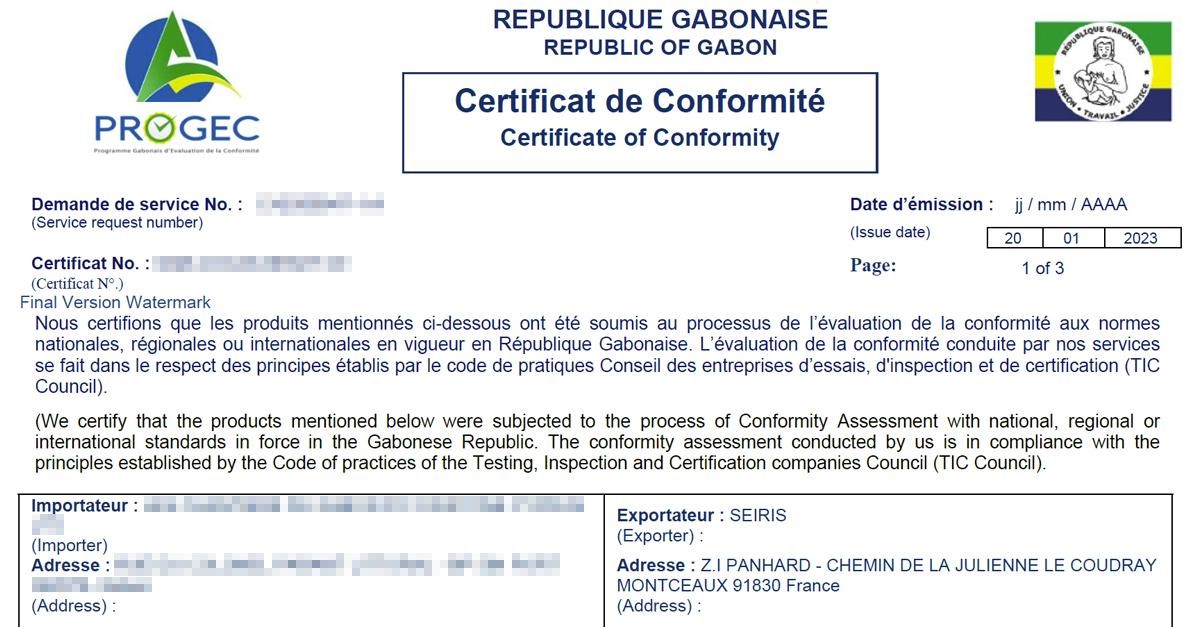 REPUBLIQUE GABONAISE
REPUBLIC OF GABON
Certificat de Conformité
Certificate of Conformity
PROGEC
Programme Gabonais d'Evaluation de la Conformité
RÉPUBLIQUE GABONAISE
UNION • TRAVAIL • JUSTICE
Demande de service No. :
(Service request number)
Date d’émission : jj / mm / AAAA
(Issue date) 20 01 2023
Certificat No. :
(Certificat N°.)
Page: 1 of 3
Final Version Watermark
Nous certifions que les produits mentionnés ci-dessous ont été soumis au processus de l’évaluation de la conformité aux normes
nationales, régionales ou internationales en vigueur en République Gabonaise. L’évaluation de la conformité conduite par nos services
se fait dans le respect des principes établis par le code de pratiques Conseil des entreprises d’essais, d'inspection et de certification (TIC
Council).
(We certify that the products mentioned below were subjected to the process of Conformity Assessment with national, regional or
international standards in force in the Gabonese Republic. The conformity assessment conducted by us is in compliance with the
principles established by the Code of practices of the Testing, Inspection and Certification companies Council (TIC Council).
Importateur :
(Importer)
Adresse :
(Address) :
Exportateur : SEIRIS
(Exporter) :
Adresse : Z.I PANHARD - CHEMIN DE LA JULIENNE LE COUDRAY
MONTCEAUX 91830 France
(Address) :